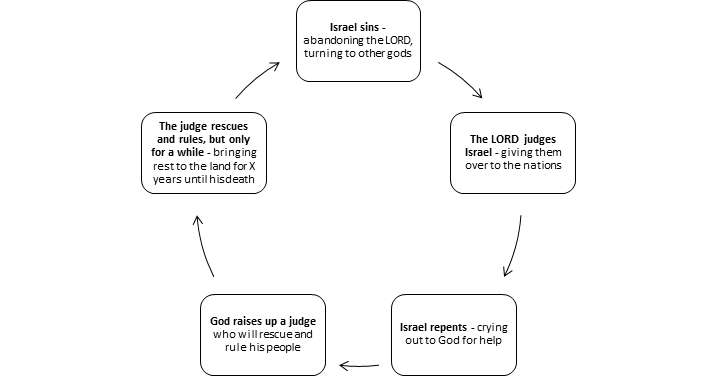 Israel sins -
abandoning the LORD,
turning to other gods
The LORD judges
Israel - giving them
over to the nations
Israel repents - crying
out to God for help
God raises up a judge
who will rescue and
rule his people
The judge rescues
and rules, but only
for a while - bringing
rest to the land for X
years until his death